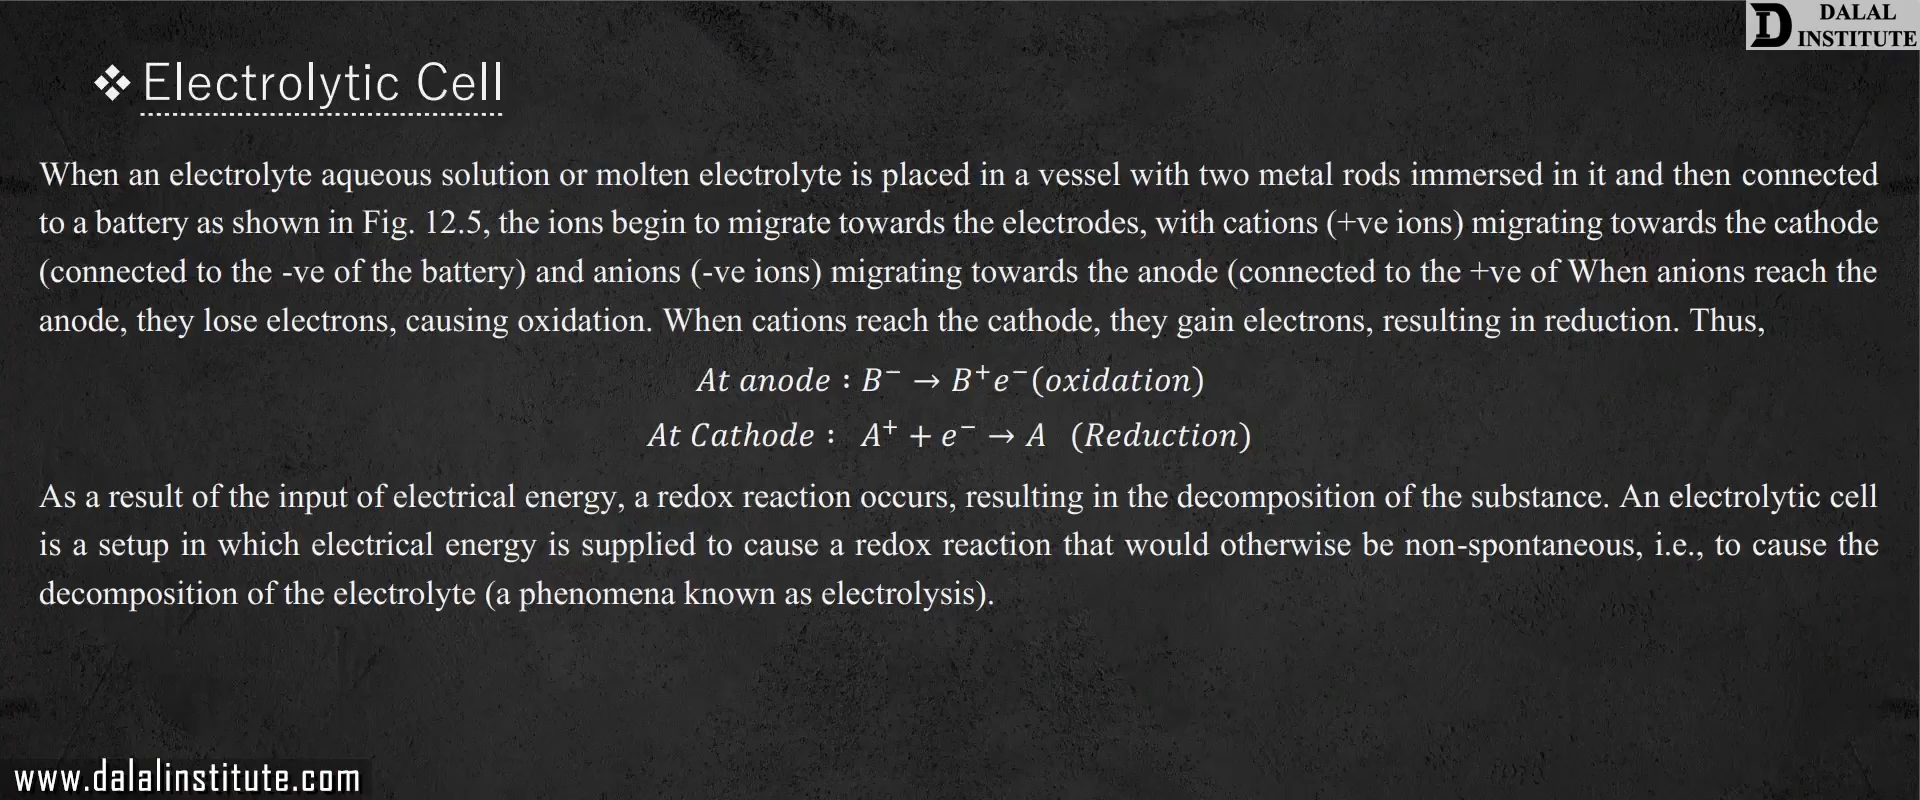 DALAL
INSTITUTE
❖ Electrolytic Cell
When an electrolyte aqueous solution or molten electrolyte is placed in a vessel with two metal rods immersed in it and then connected
to a battery as shown in Fig. 12.5, the ions begin to migrate towards the electrodes, with cations (+ve ions) migrating towards the cathode
(connected to the -ve of the battery) and anions (-ve ions) migrating towards the anode (connected to the +ve of When anions reach the
anode, they lose electrons, causing oxidation. When cations reach the cathode, they gain electrons, resulting in reduction. Thus,
At anode : B⁻ → B⁺e⁻(oxidation)
At Cathode : A⁺ + e⁻ → A (Reduction)
As a result of the input of electrical energy, a redox reaction occurs, resulting in the decomposition of the substance. An electrolytic cell
is a setup in which electrical energy is supplied to cause a redox reaction that would otherwise be non-spontaneous, i.e., to cause the
decomposition of the electrolyte (a phenomena known as electrolysis).
www.dalalinstitute.com